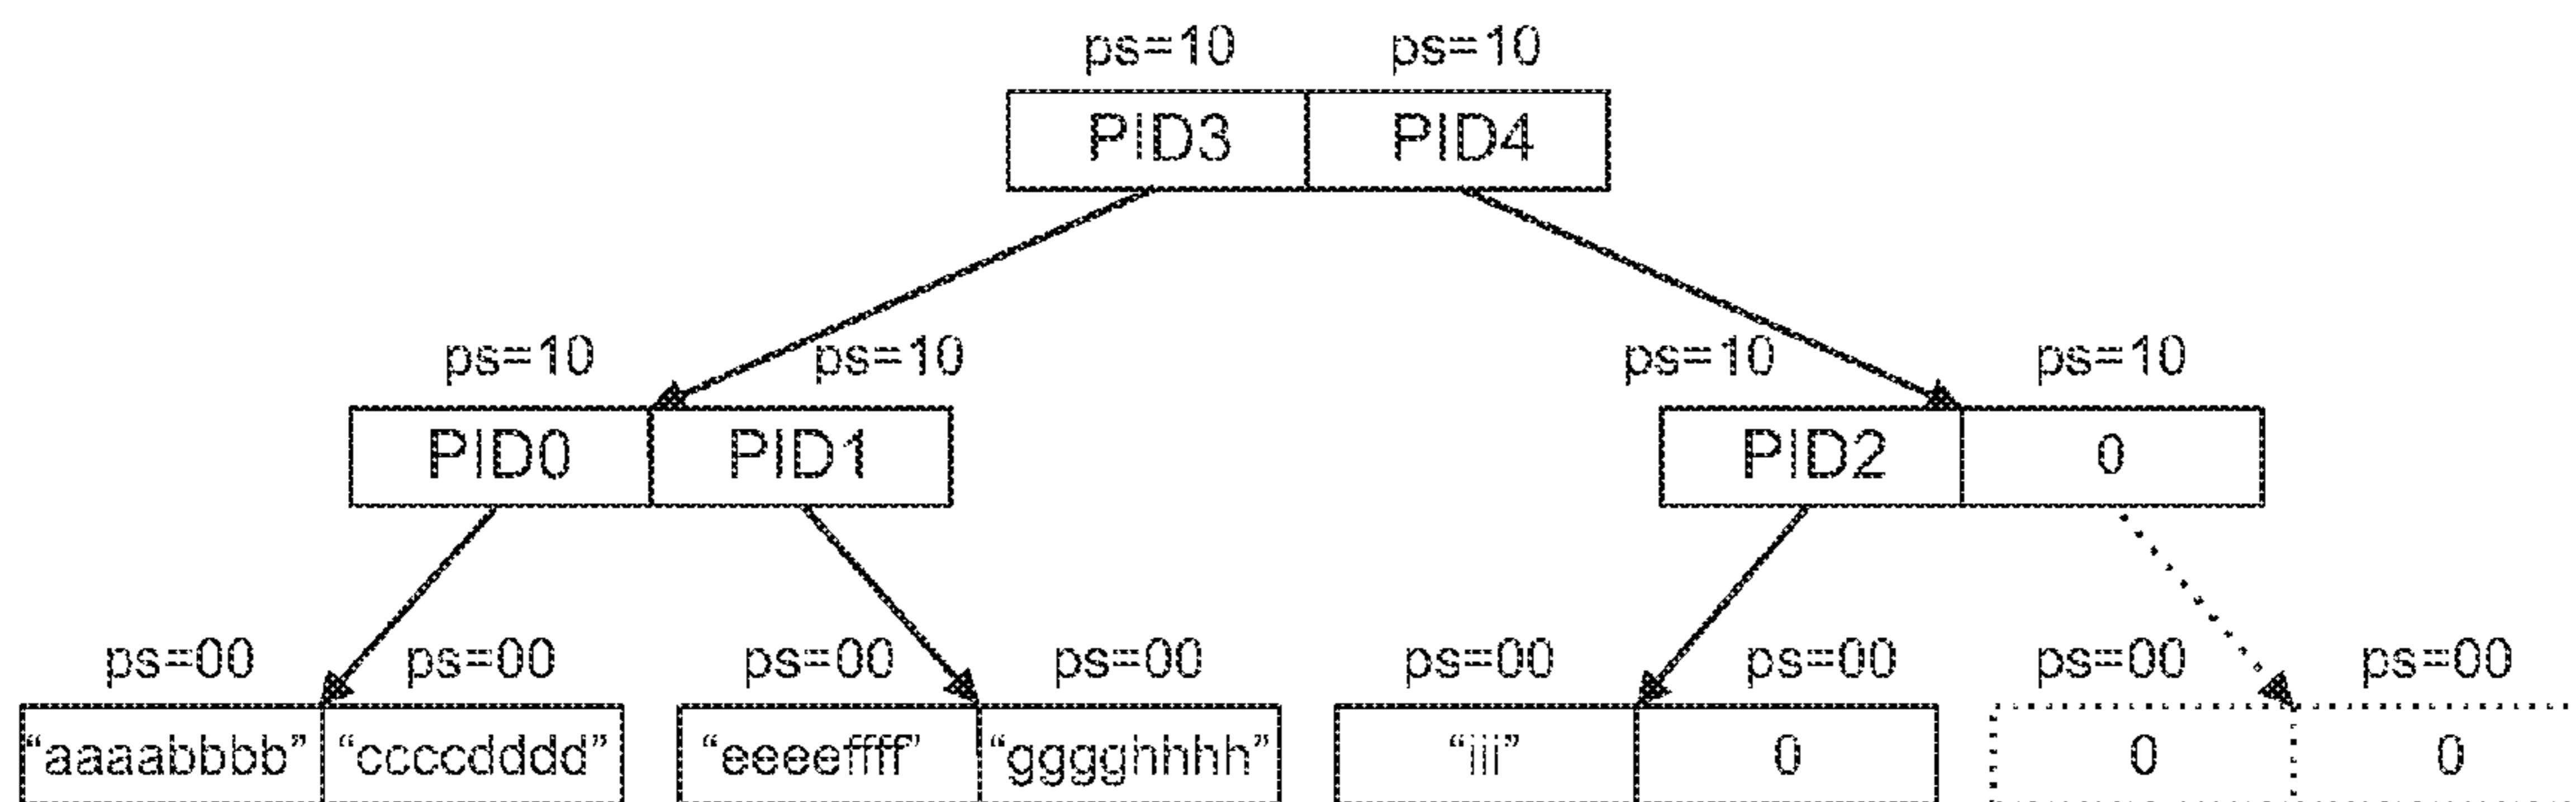 ps=10 ps=10
PID3 PID4
ps=10 ps=10 ps=10 ps=10
PID0 PID1 PID2 0
ps=00 ps=00 ps=00 ps=00 ps=00 ps=00 ps=00 ps=00
“aaaabbbb” “ccccdddd” “eeeeffff” “gggghhhh” “iii” 0 0 0